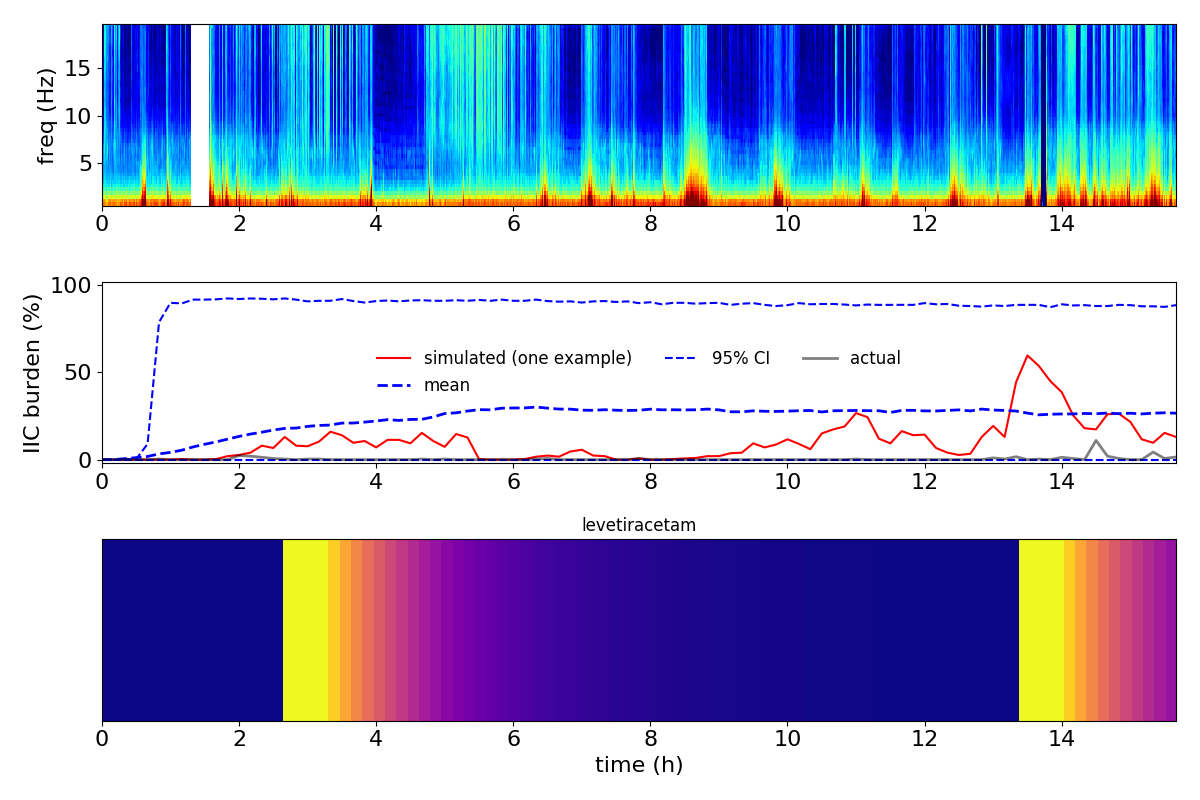 freq (Hz)
15
10
5
0 2 4 6 8 10 12 14
IIC burden (%)
100
50
0
simulated (one example) 95% CI actual
mean
0 2 4 6 8 10 12 14
levetiracetam
0 2 4 6 8 10 12 14
time (h)